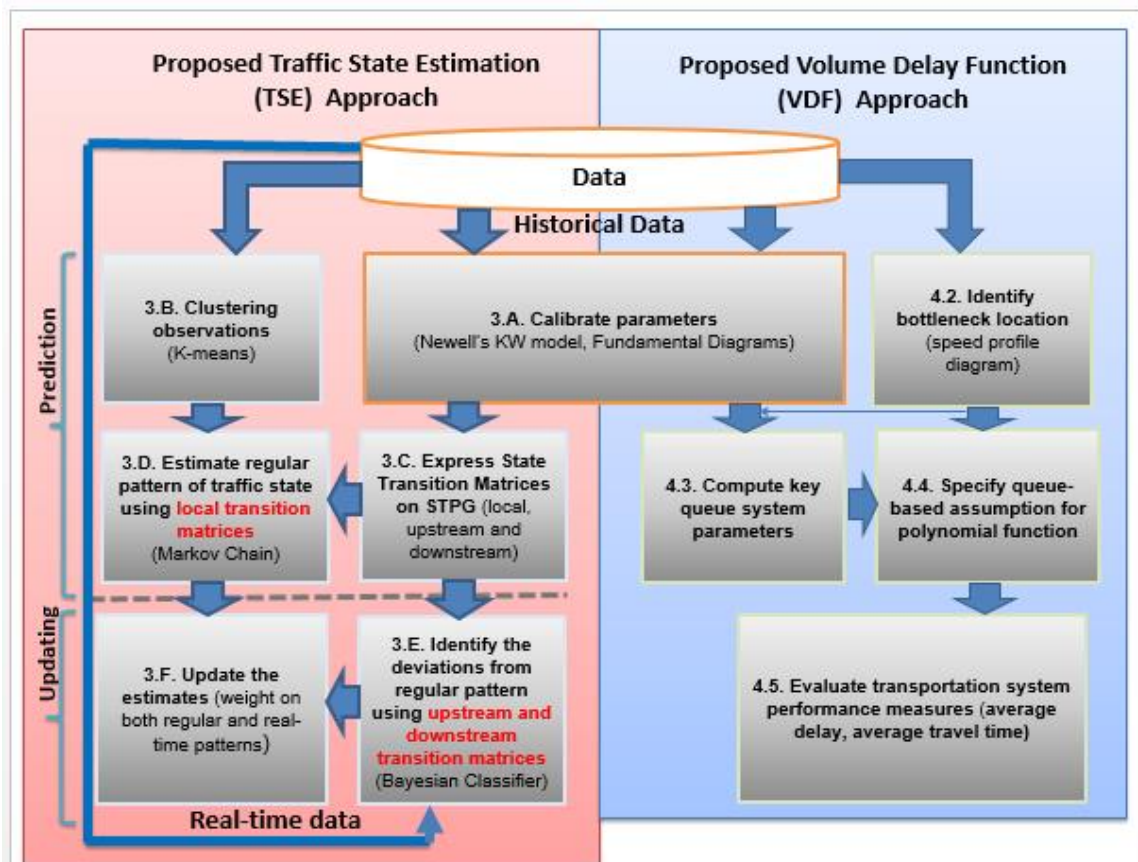 Proposed Traffic State Estimation
(TSE) Approach
Proposed Volume Delay Function
(VDF) Approach
Data
Historical Data
Prediction
3.B. Clustering
observations
(K-means)
3.A. Calibrate parameters
(Newell's KW model, Fundamental Diagrams)
4.2. Identify
bottleneck location
(speed profile
diagram)
3.D. Estimate regular
pattern of traffic state
using local transition
matrices
(Markov Chain)
3.C. Express State
Transition Matrices
on STPG (local,
upstream and
downstream)
4.3. Compute key
queue system
parameters
4.4. Specify queue-
based assumption for
polynomial function
Updating
3.F. Update the
estimates (weight on
both regular and real-
time patterns)
3.E. Identify the
deviations from
regular pattern
using upstream and
downstream
transition matrices
(Bayesian Classifier)
4.5. Evaluate transportation system
performance measures (average
delay, average travel time)
Real-time data